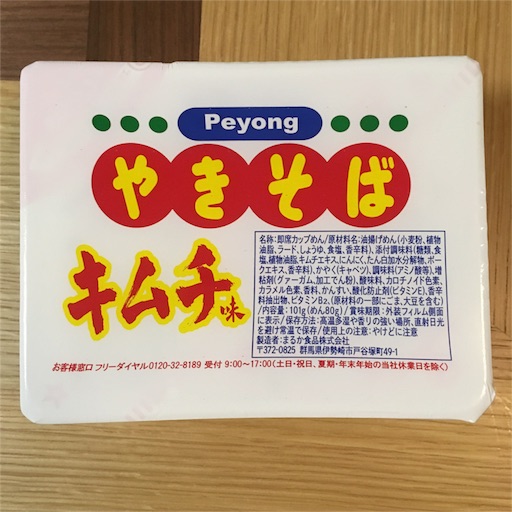 Peyong
やきそば
キムチ味
名称:即席カップめん/原材料名:油揚げめん(小麦粉、植物
油脂、ラード、しょうゆ、食塩、香辛料)、添付調味料(糖類、食
塩、植物油脂、キムチエキス、にんにく、たん白加水分解物、ポー
クエキス、香辛料)、かやく(キャベツ)、調味料(アミノ酸等)、増
粘剤(グァーガム、加工でん粉)、酸味料、カロチノイド色素、
カラメル色素、香料、かんすい、酸化防止剤(ビタミンE)、香辛
料抽出物、ビタミンB₂、(原材料の一部にごま、大豆を含む)/
内容量:101g(めん80g)/賞味期限:外装フィルム側面
に表示/保存方法:高温多湿や香りの強い場所、直射日光
を避け常温で保存/使用上の注意:やけどに注意
製造者:まるか食品株式会社
〒372-0825 群馬県伊勢崎市戸谷塚町49-1
お客様窓口 フリーダイヤル0120-32-8189 受付 9:00~17:00(土・日・祝日、夏期・年末年始の当社休業日を除く)